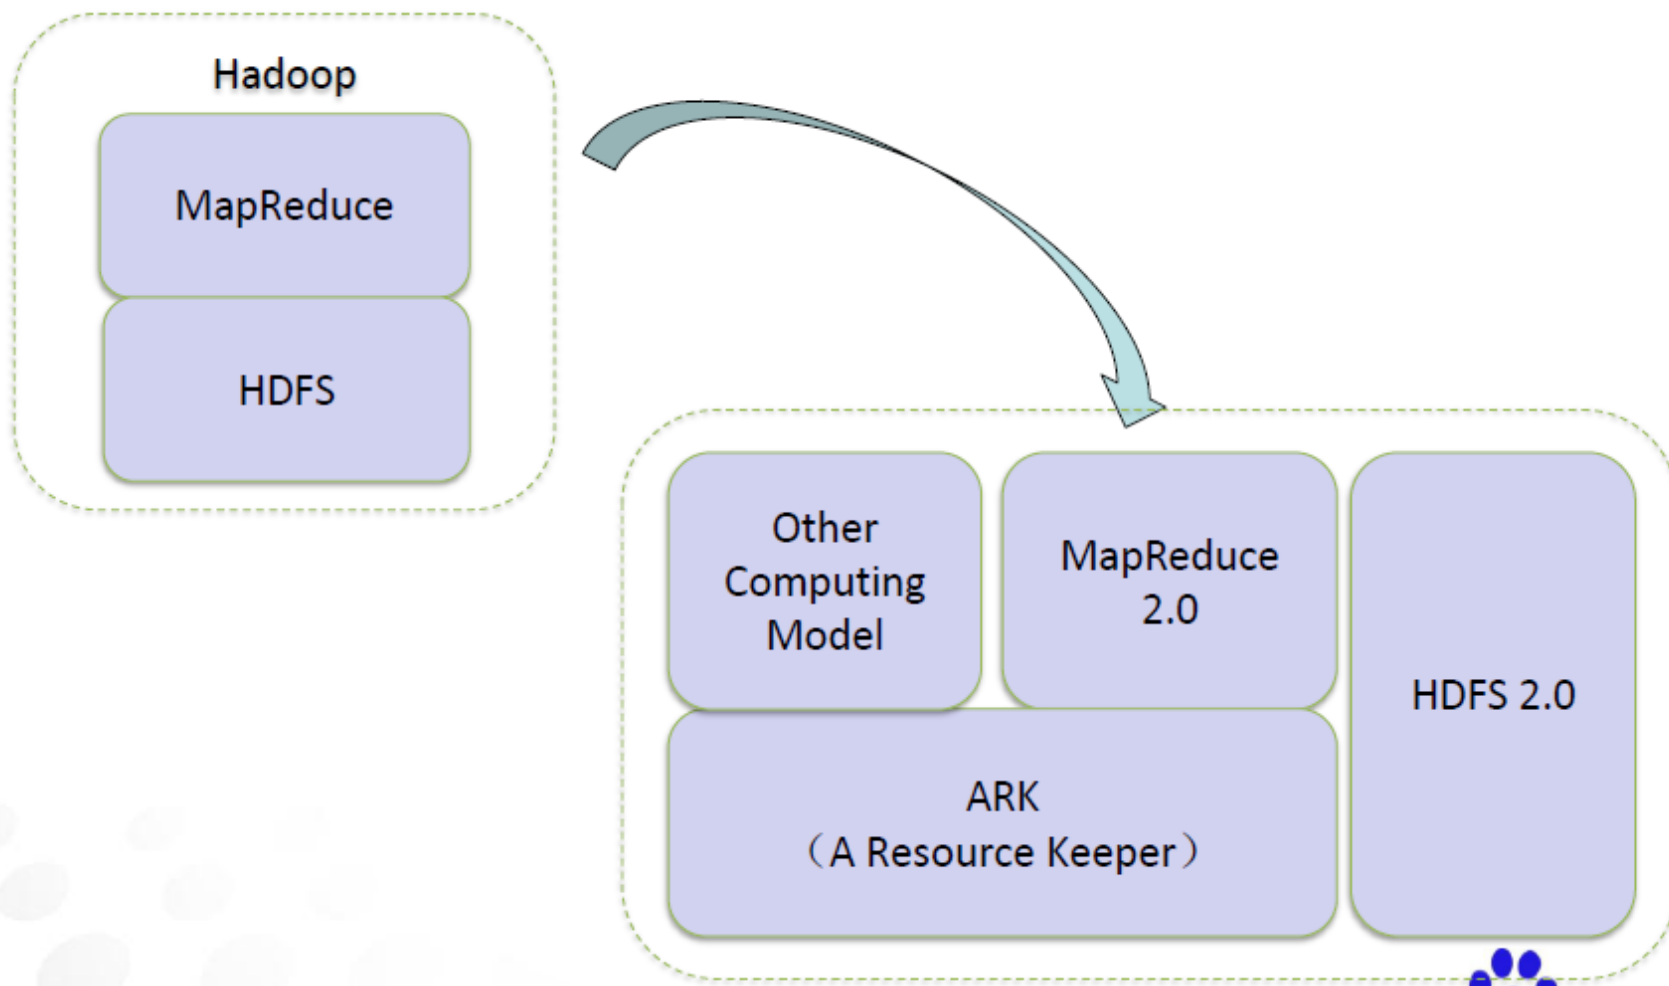 Hadoop
MapReduce
HDFS
Other
Computing
Model
MapReduce
2.0
HDFS 2.0
ARK
（A Resource Keeper）